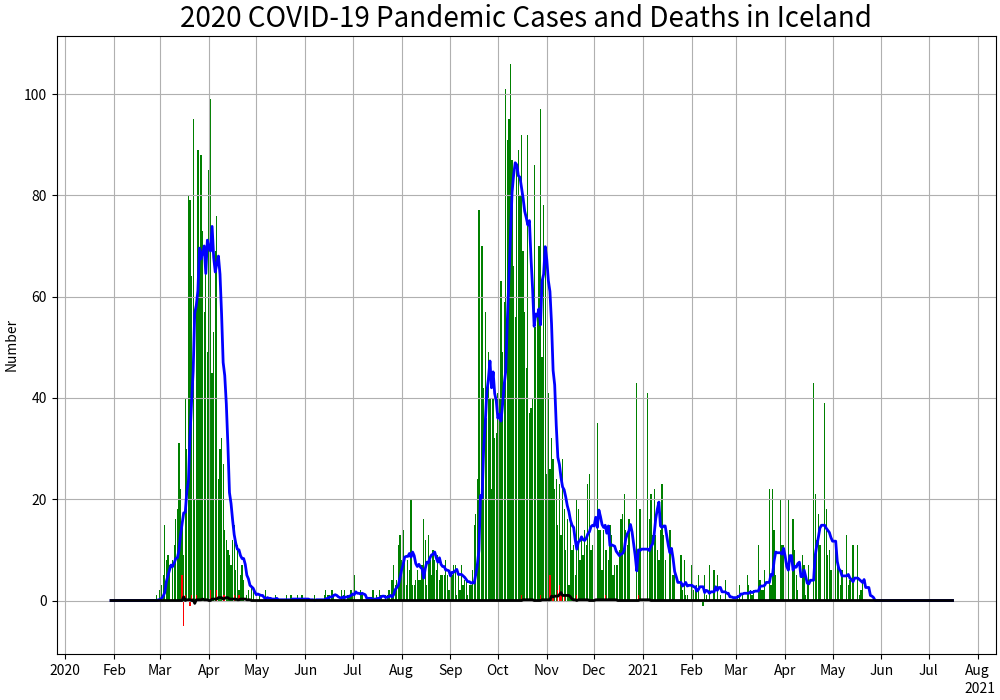 2020 COVID-19 Pandemic Cases and Deaths in Iceland
Number
100
80
60
40
20
0
2020 Feb Mar Apr May Jun Jul Aug Sep Oct Nov Dec 2021 Feb Mar Apr May Jun Jul Aug
2021